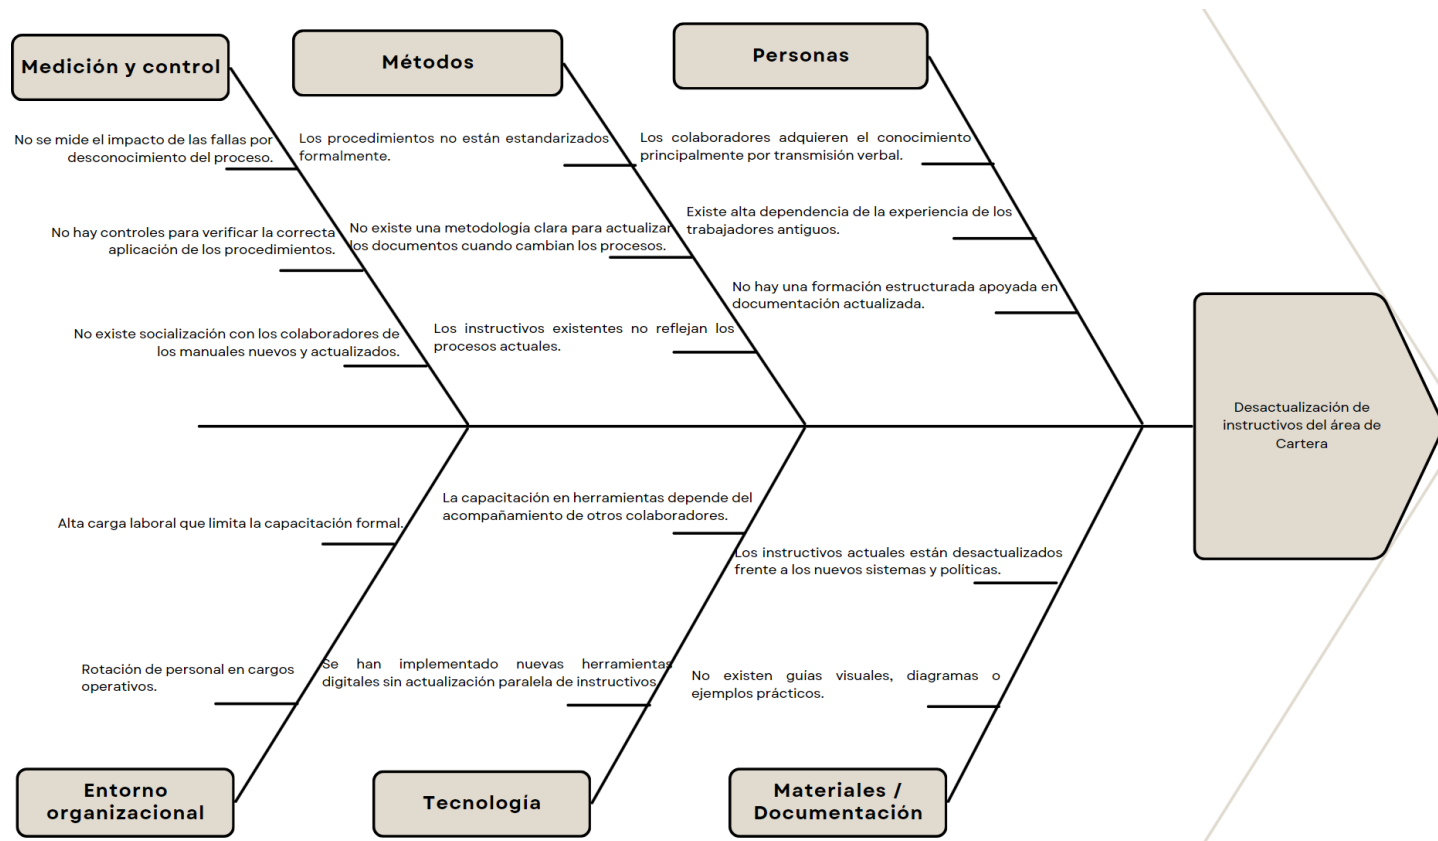 Medición y control
Métodos
Personas
No se mide el impacto de las fallas por
desconocimiento del proceso.
No hay controles para verificar la correcta
aplicación de los procedimientos.
No existe socialización con los colaboradores de
los manuales nuevos y actualizados.
Los procedimientos no están estandarizados
formalmente.
No existe una metodología clara para actualizar
los documentos cuando cambian los procesos.
Los instructivos existentes no reflejan los
procesos actuales.
Los colaboradores adquieren el conocimiento
principalmente por transmisión verbal.
Existe alta dependencia de la experiencia de los
trabajadores antiguos.
No hay una formación estructurada apoyada en
documentación actualizada.
Desactualización de
instructivos del área de
Cartera
Alta carga laboral que limita la capacitación formal.
Rotación de personal en cargos
operativos.
La capacitación en herramientas depende del
acompañamiento de otros colaboradores.
Se han implementado nuevas herramientas
digitales sin actualización paralela de instructivos.
Los instructivos actuales están desactualizados
frente a los nuevos sistemas y políticas.
No existen guías visuales, diagramas o
ejemplos prácticos.
Entorno
organizacional
Tecnología
Materiales /
Documentación